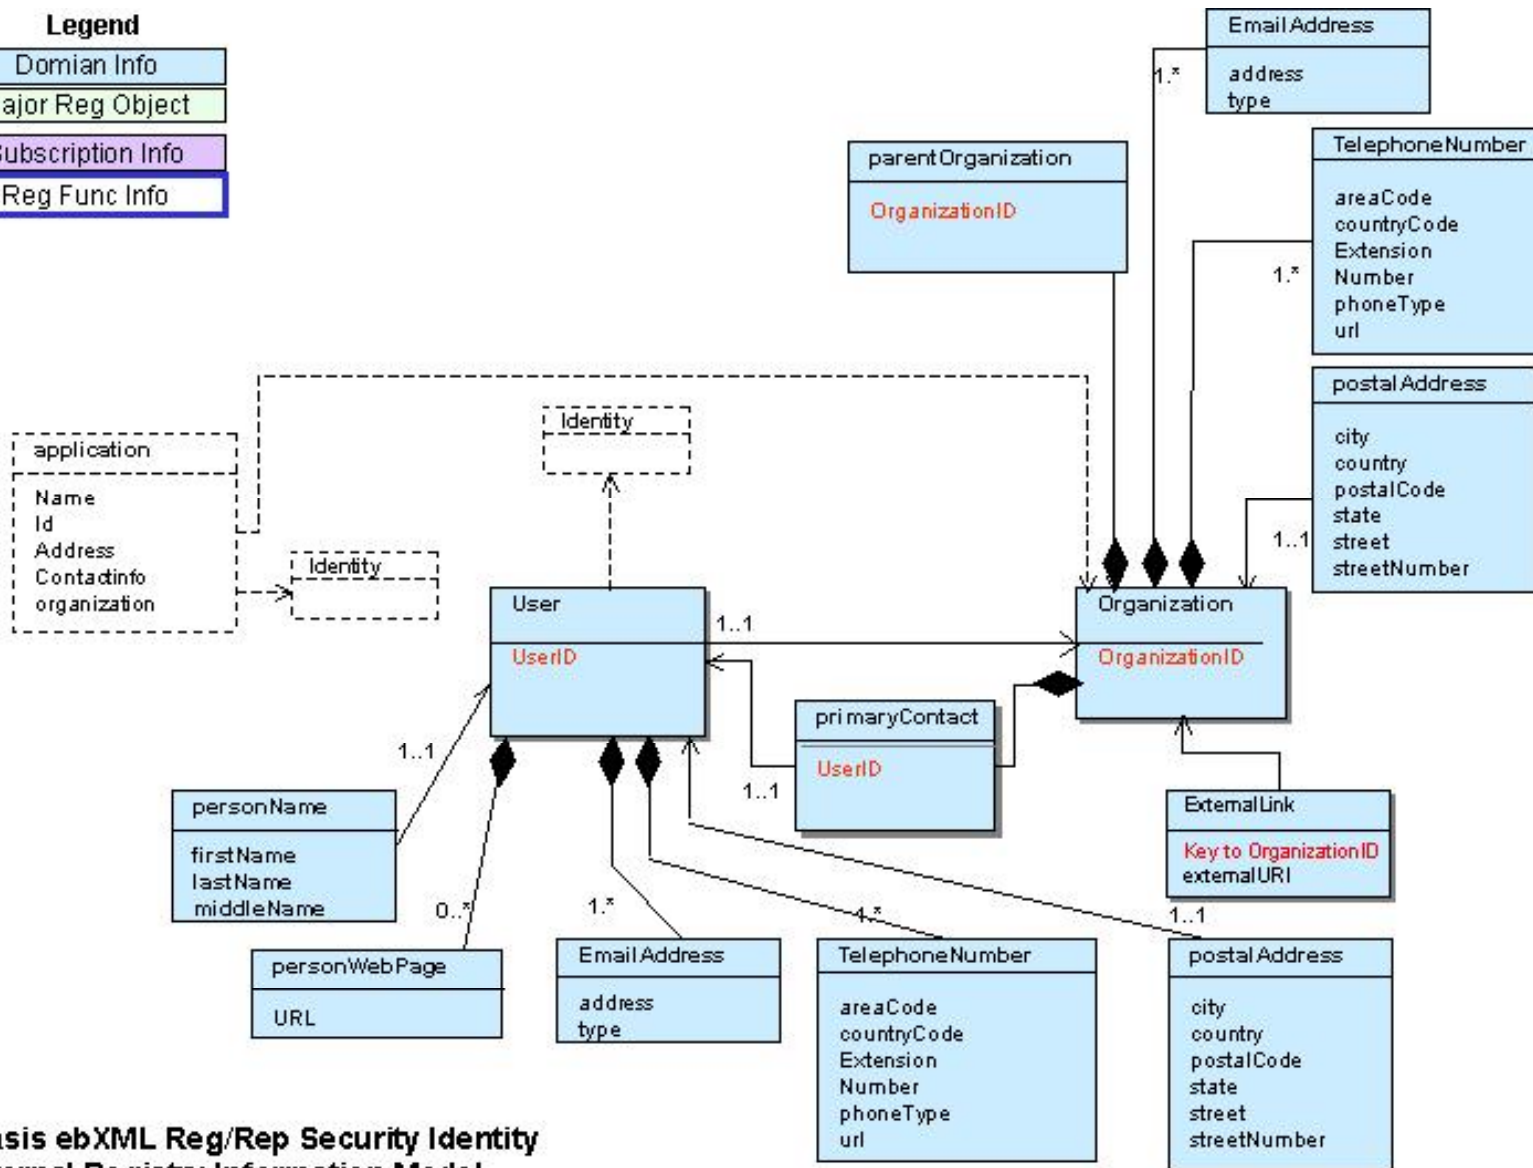 Legend
Domian Info
ajor Reg Object
Subscription Info
Reg Func Info
EmailAddress
address
type
1.*
TelephoneNumber
areaCode
countryCode
Extension
Number
phoneType
url
1.*
parentOrganization
OrganizationID
postalAddress
city
country
postalCode
state
street
streetNumber
1..1
application
Name
Id
Address
Contactinfo
organization
Identity
Identity
User
UserID
1..1
Organization
OrganizationID
primaryContact
UserID
1..1
1..1
personName
firstName
lastName
middleName
ExternalLink
Key to OrganizationID
externalURI
0..*
1.*
1.*
1..1
personWebPage
URL
EmailAddress
address
type
TelephoneNumber
areaCode
countryCode
Extension
Number
phoneType
url
postalAddress
city
country
postalCode
state
street
streetNumber
asis ebXML Reg/Rep Security Identity
Registry Information Model